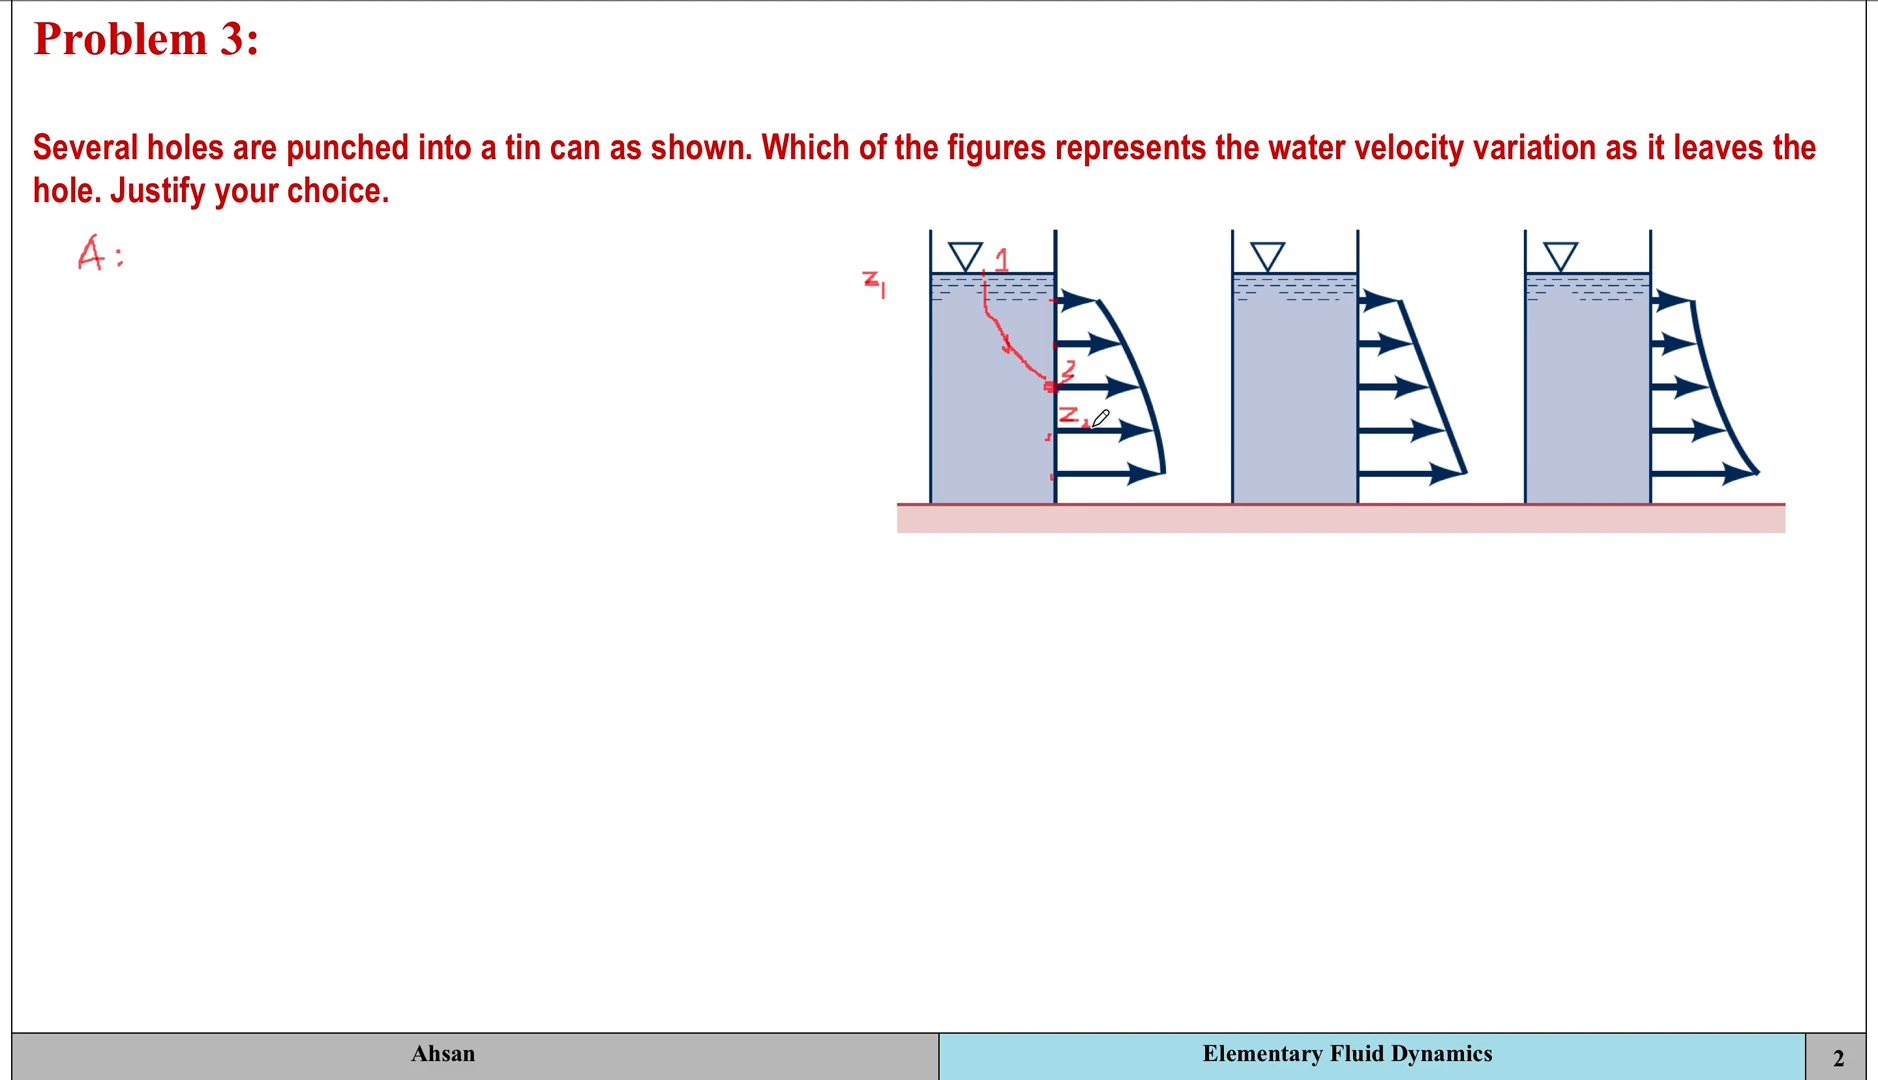 Problem 3:
Several holes are punched into a tin can as shown. Which of the figures represents the water velocity variation as it leaves the
hole. Justify your choice.
A:
z₁
1
2
Ahsan
Elementary Fluid Dynamics
2